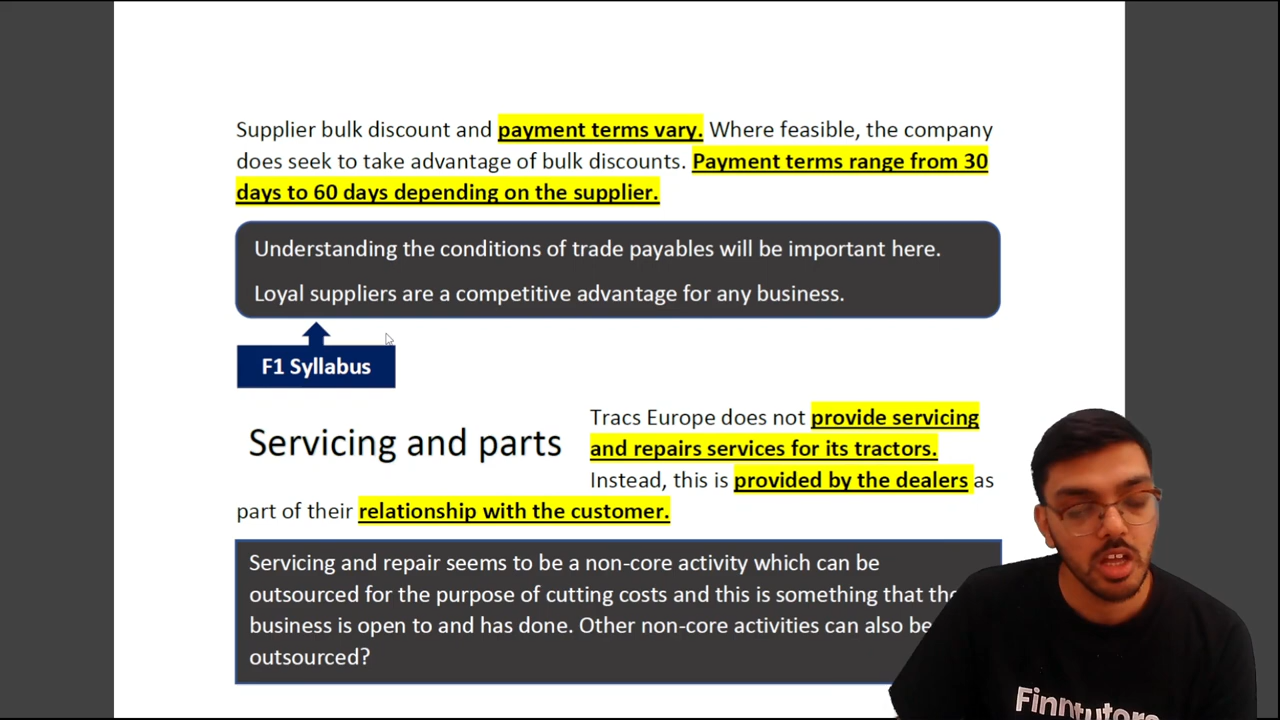 Supplier bulk discount and payment terms vary. Where feasible, the company
does seek to take advantage of bulk discounts. Payment terms range from 30
days to 60 days depending on the supplier.
Understanding the conditions of trade payables will be important here.
Loyal suppliers are a competitive advantage for any business.
F1 Syllabus
Servicing and parts
Tracs Europe does not provide servicing
and repairs services for its tractors.
Instead, this is provided by the dealers as
part of their relationship with the customer.
Servicing and repair seems to be a non-core activity which can be
outsourced for the purpose of cutting costs and this is something that the
business is open to and has done. Other non-core activities can also be
outsourced?
Finntutors